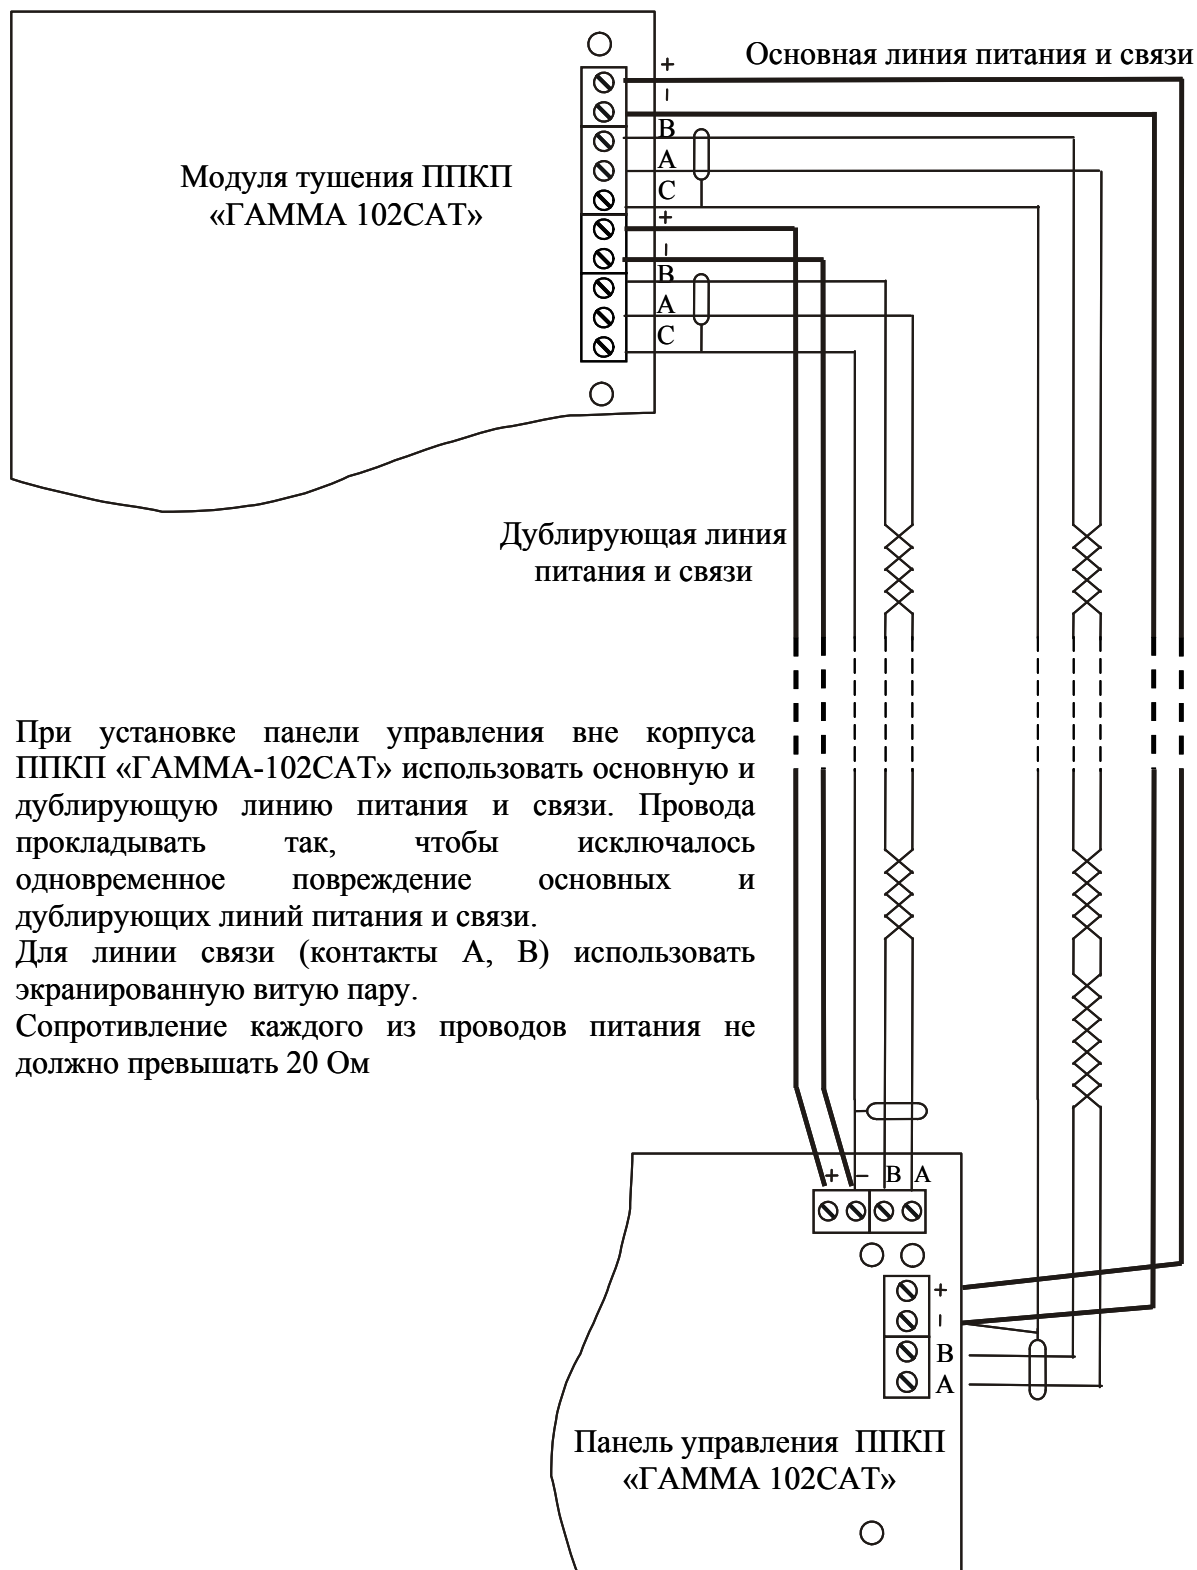 Основная линия питания и связи
+
–
B
A
C
+
–
B
A
C
Модуля тушения ППКП
«ГАММА 102САТ»
Дублирующая линия
питания и связи
При установке панели управления вне корпуса
ППКП «ГАММА-102САТ» использовать основную и
дублирующую линию питания и связи. Провода
прокладывать так, чтобы исключалось
одновременное повреждение основных и
дублирующих линий питания и связи.
Для линии связи (контакты А, В) использовать
экранированную витую пару.
Сопротивление каждого из проводов питания не
должно превышать 20 Ом
+ – B A
+
–
B
A
Панель управления ППКП
«ГАММА 102САТ»